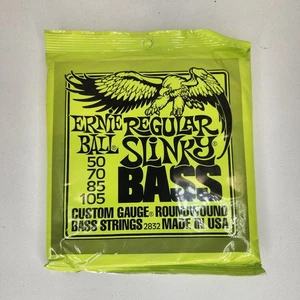 ERNIE BALL
REGULAR
SLINKY
50
70
85
105
BASS
CUSTOM GAUGE® ROUNDWOUND
BASS STRINGS 2832 MADE IN USA